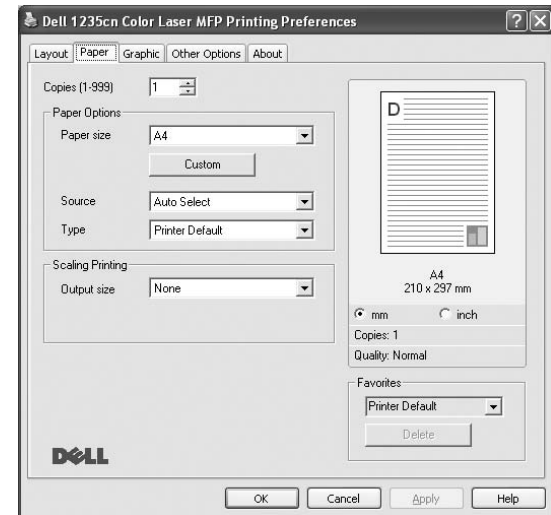 Dell 1235cn Color Laser MFP Printing Preferences
Layout Paper Graphic Other Options About
Copies (1-999) 1
Paper Options
Paper size A4
Custom
Source Auto Select
Type Printer Default
Scaling Printing
Output size None
D
A4
210 x 297 mm
mm inch
Copies: 1
Quality: Normal
Favorites
Printer Default
Delete
DELL
OK Cancel Apply Help